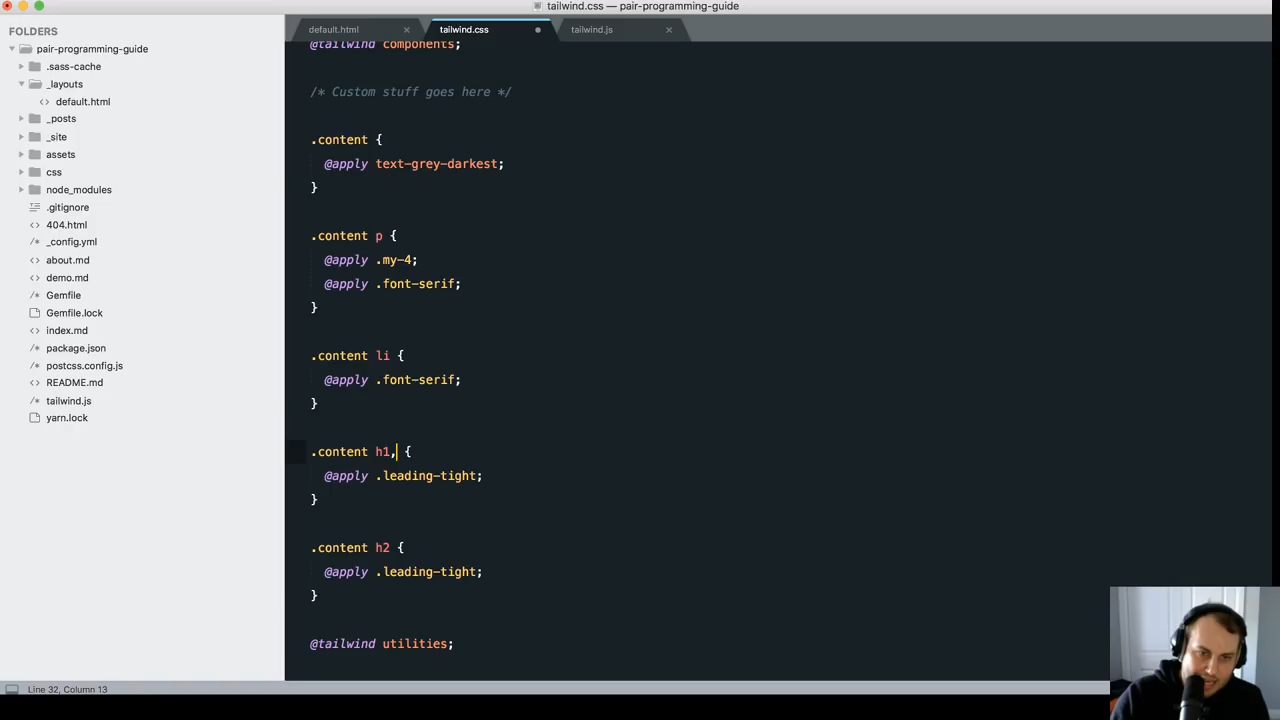 tailwind.css — pair-programming-guide
FOLDERS
pair-programming-guide
.sass-cache
_layouts
default.html
_posts
_site
assets
css
node_modules
.gitignore
404.html
_config.yml
about.md
demo.md
Gemfile
Gemfile.lock
index.md
package.json
postcss.config.js
README.md
tailwind.js
yarn.lock
default.html
tailwind.css
tailwind.js
@tailwind components;
/* Custom stuff goes here */
.content {
@apply text-grey-darkest;
}
.content p {
@apply .my-4;
@apply .font-serif;
}
.content li {
@apply .font-serif;
}
.content h1, {
@apply .leading-tight;
}
.content h2 {
@apply .leading-tight;
}
@tailwind utilities;
Line 32, Column 13